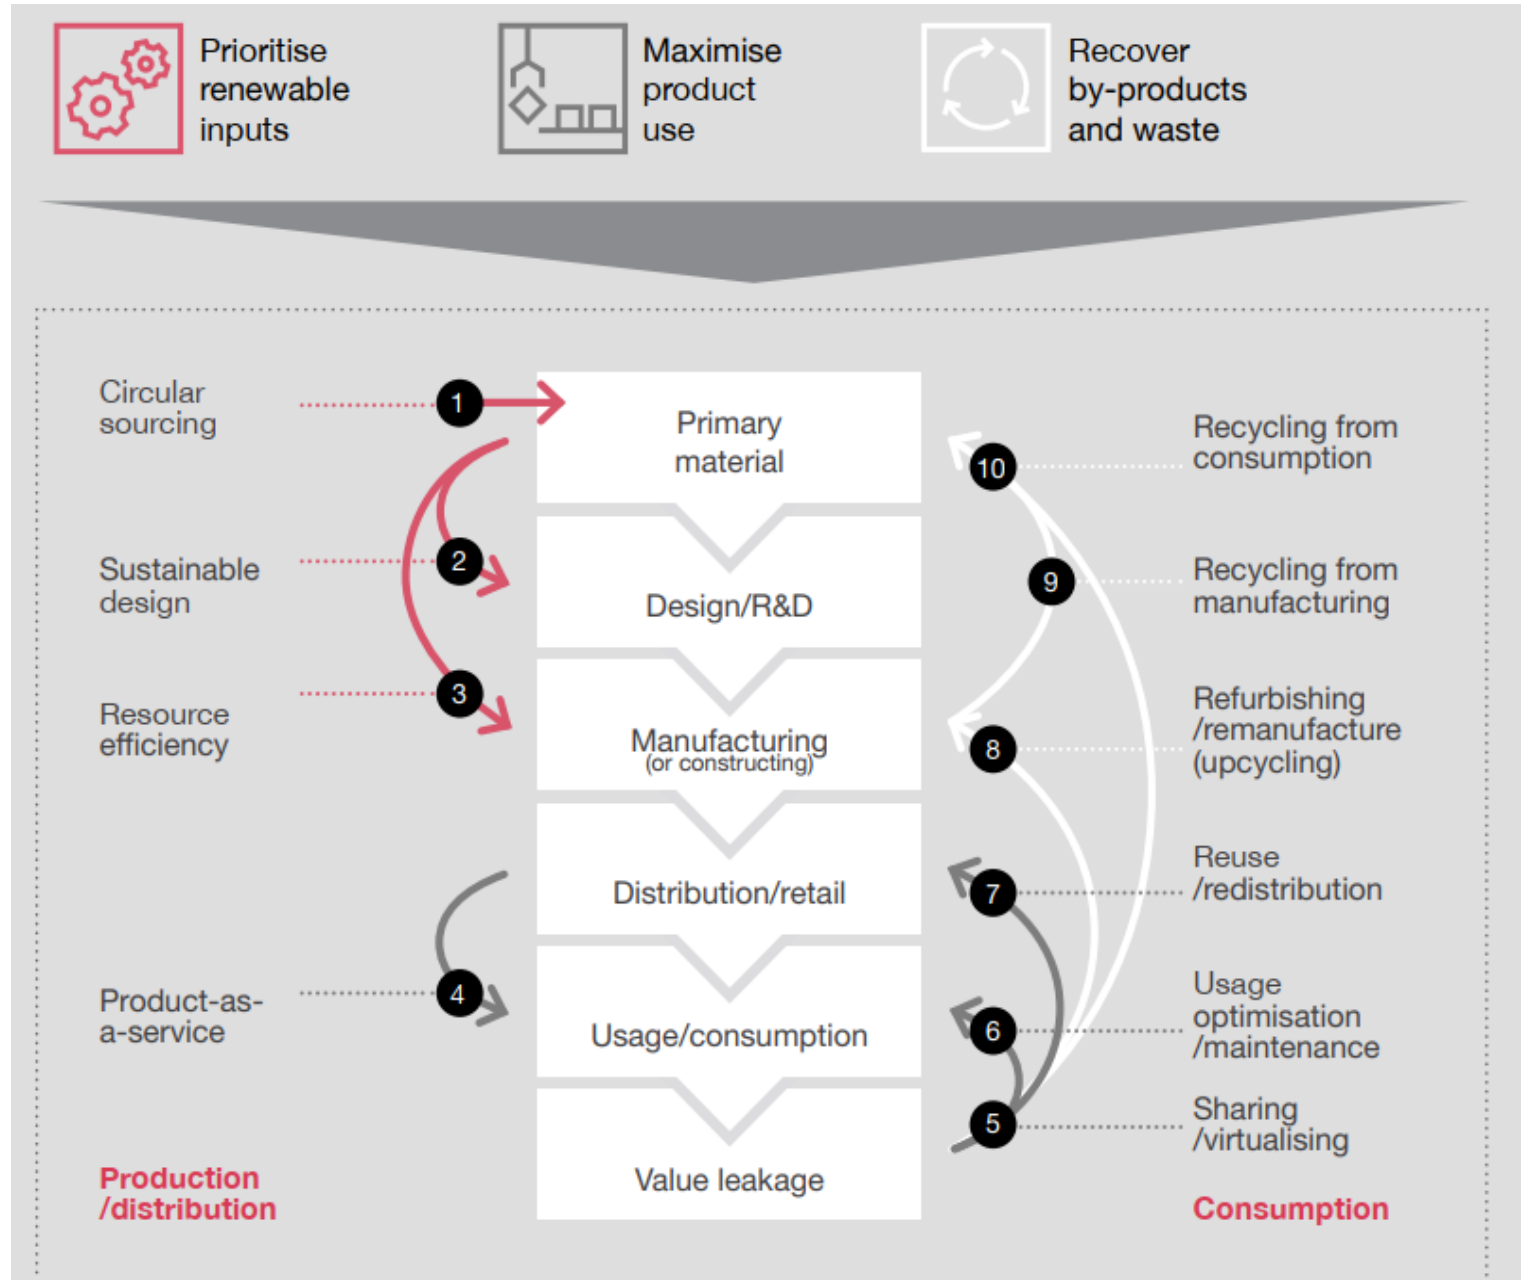 Prioritise
renewable
inputs
Maximise
product
use
Recover
by-products
and waste
Circular
sourcing
1
Sustainable
design
2
Resource
efficiency
3
Product-as-
a-service
4
Production
/distribution
Primary
material
Design/R&D
Manufacturing
(or constructing)
Distribution/retail
Usage/consumption
Value leakage
10
Recycling from
consumption
9
Recycling from
manufacturing
8
Refurbishing
/remanufacture
(upcycling)
7
Reuse
/redistribution
6
Usage
optimisation
/maintenance
5
Sharing
/virtualising
Consumption